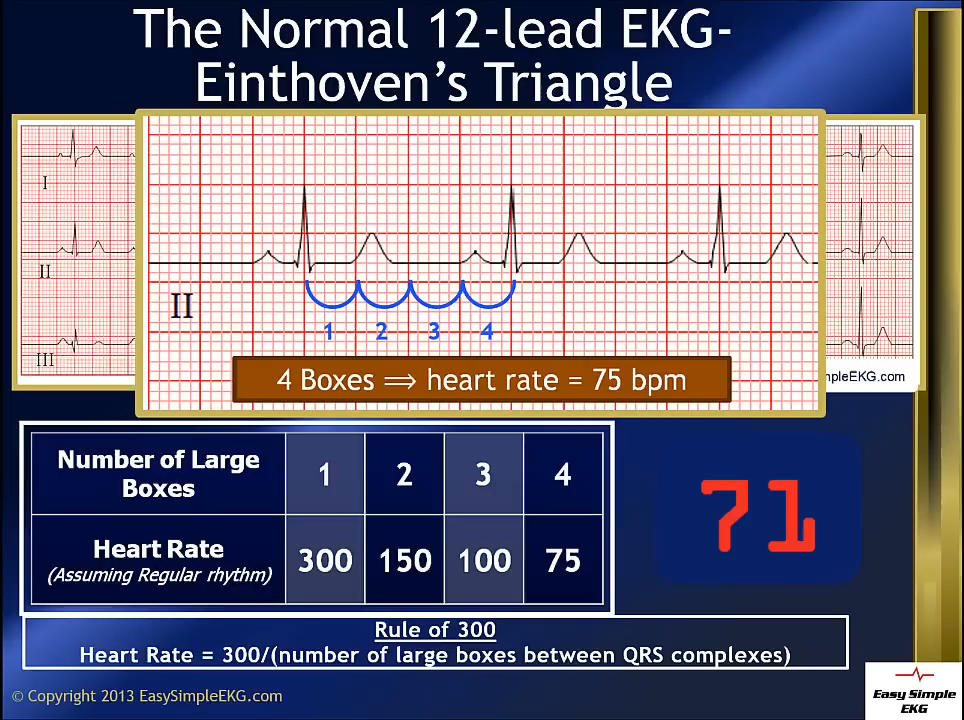 The Normal 12-lead EKG-
Einthoven's Triangle
I
II
III
II
1 2 3 4
4 Boxes ⟹ heart rate = 75 bpm
mpleEKG.com
Number of Large
Boxes
1 2 3 4
Heart Rate
(Assuming Regular rhythm)
300 150 100 75
71
Rule of 300
Heart Rate = 300/(number of large boxes between QRS complexes)
© Copyright 2013 EasySimpleEKG.com
Easy Simple
EKG